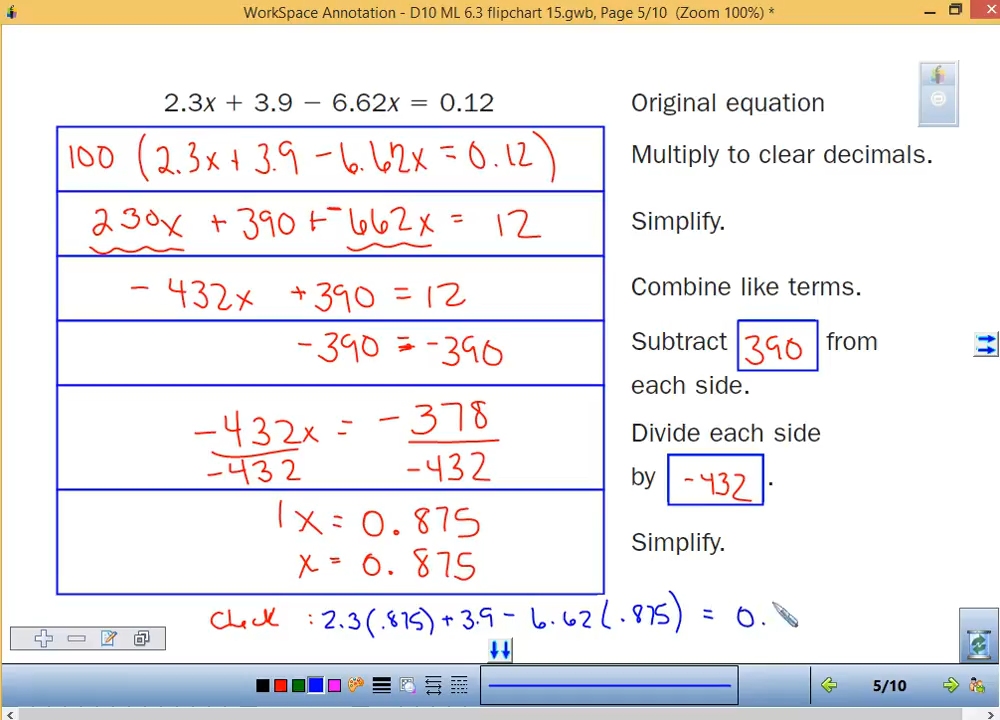 WorkSpace Annotation - D10 ML 6.3 flipchart 15.gwb, Page 5/10 (Zoom 100%) *
2.3x + 3.9 − 6.62x = 0.12 Original equation
100 (2.3x + 3.9 − 6.62x = 0.12) Multiply to clear decimals.
230x + 390 + -662x = 12 Simplify.
-432x + 390 = 12 Combine like terms.
-390 = -390 Subtract 390 from
each side.
-432x = -378 Divide each side
-432 -432 by -432 .
1x = 0.875
x = 0.875 Simplify.
Check : 2.3(.875) + 3.9 − 6.62(.875) = 0.
5/10